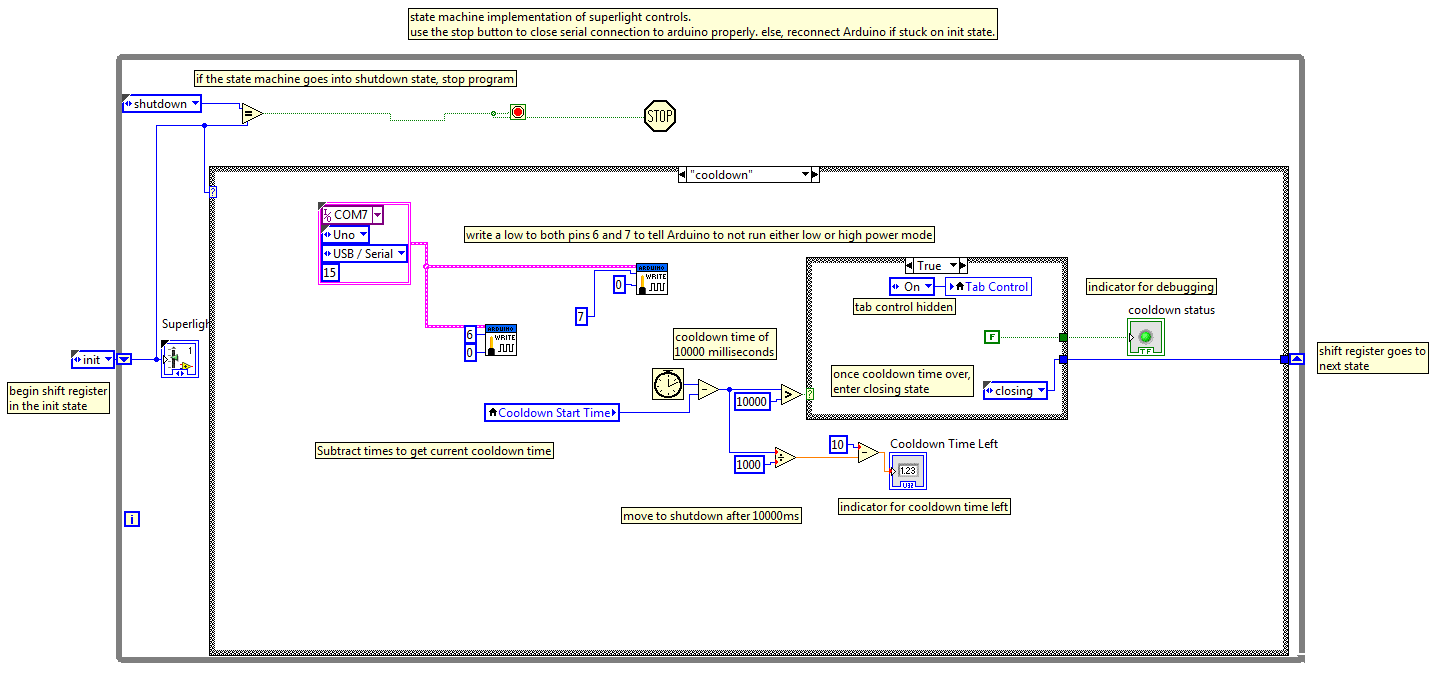 state machine implementation of superlight controls.
use the stop button to close serial connection to arduino properly. else, reconnect Arduino if stuck on init state.
if the state machine goes into shutdown state, stop program
shutdown
=
STOP
"cooldown"
?
COM7
Uno
USB / Serial
15
write a low to both pins 6 and 7 to tell Arduino to not run either low or high power mode
ARDUINO
WRITE
0
7
6
0
ARDUINO
WRITE
True
On
Tab Control
tab control hidden
indicator for debugging
cooldown status
TF
F
Superligh
1
init
begin shift register
in the init state
cooldown time of
10000 milliseconds
once cooldown time over,
enter closing state
closing
shift register goes to
next state
Cooldown Start Time
-
10000
>
?
Subtract times to get current cooldown time
1000
÷
10
-
Cooldown Time Left
1.23
U32
indicator for cooldown time left
move to shutdown after 10000ms
i